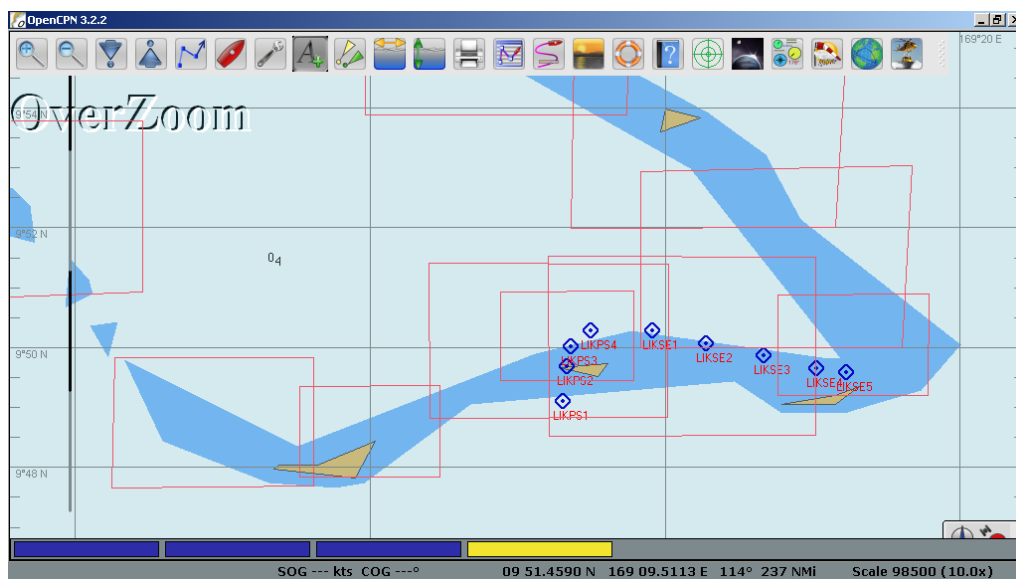 OpenCPN 3.2.2
169°20 E
OverZoom
9°54 N
9°52 N
04
9°50 N
LIKPS4
LIKSE1
LIKSE2
LIKPS3
LIKSE3
LIKPS2
LIKSE4
LIKSE5
LIKPS1
9°48 N
SOG --- kts COG ---° 09 51.4590 N 169 09.5113 E 114° 237 NMi Scale 98500 (10.0x)